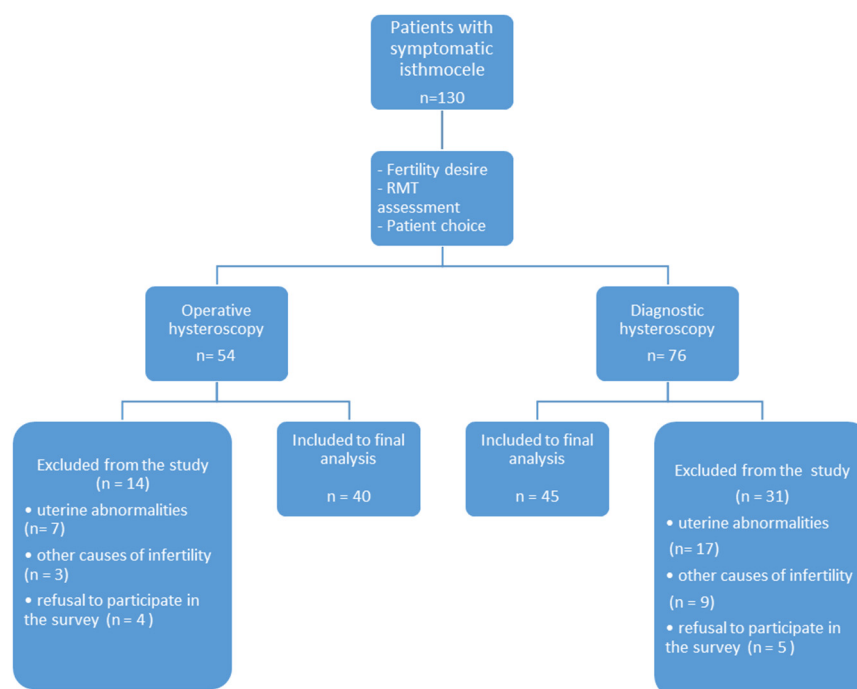 Patients with
symptomatic
isthmocele
n=130
- Fertility desire
- RMT
assessment
- Patient choice
Operative
hysteroscopy
n= 54
Diagnostic
hysteroscopy
n= 76
Excluded from the study
(n = 14)
• uterine abnormalities
(n= 7)
• other causes of infertility
(n = 3)
• refusal to participate in
the survey (n = 4 )
Included to final
analysis
n = 40
Included to final
analysis
n = 45
Excluded from the study
(n = 31)
• uterine abnormalities
(n= 17)
• other causes of infertility
(n = 9)
• refusal to participate in
the survey (n = 5 )